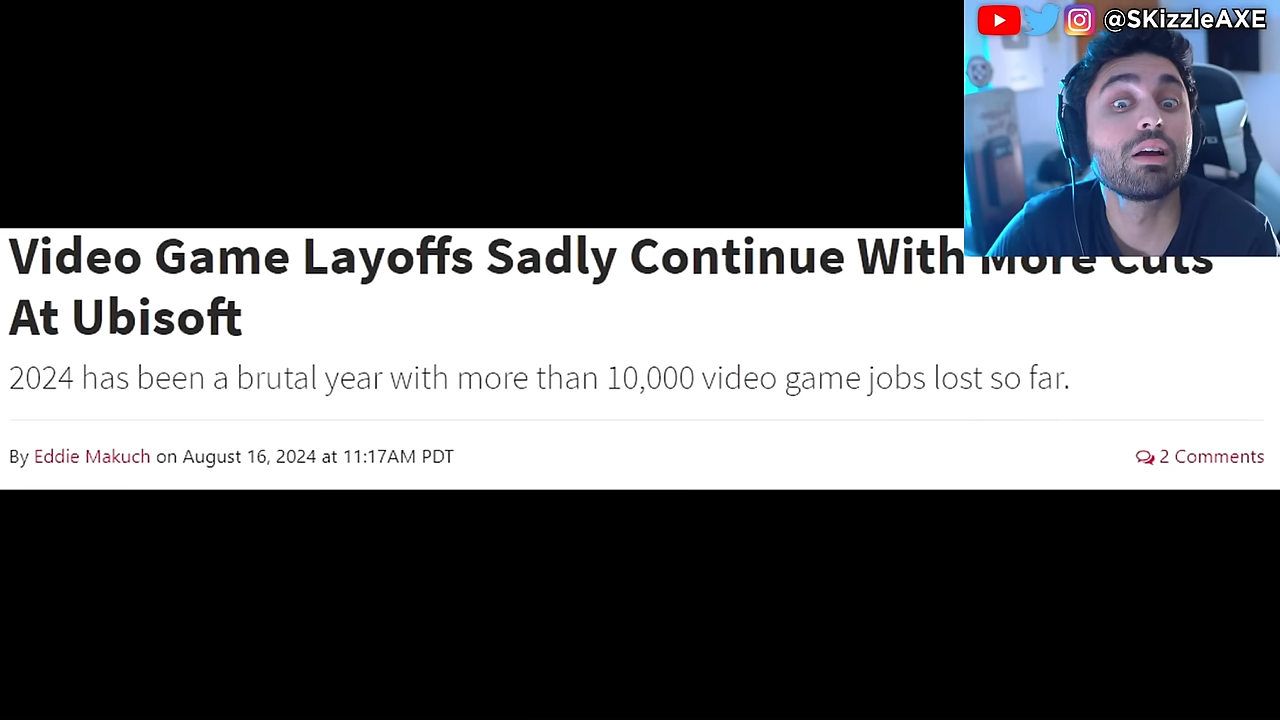 @SKizzleAXE
Video Game Layoffs Sadly Continue With More Cuts
At Ubisoft
2024 has been a brutal year with more than 10,000 video game jobs lost so far.
By Eddie Makuch on August 16, 2024 at 11:17AM PDT
2 Comments